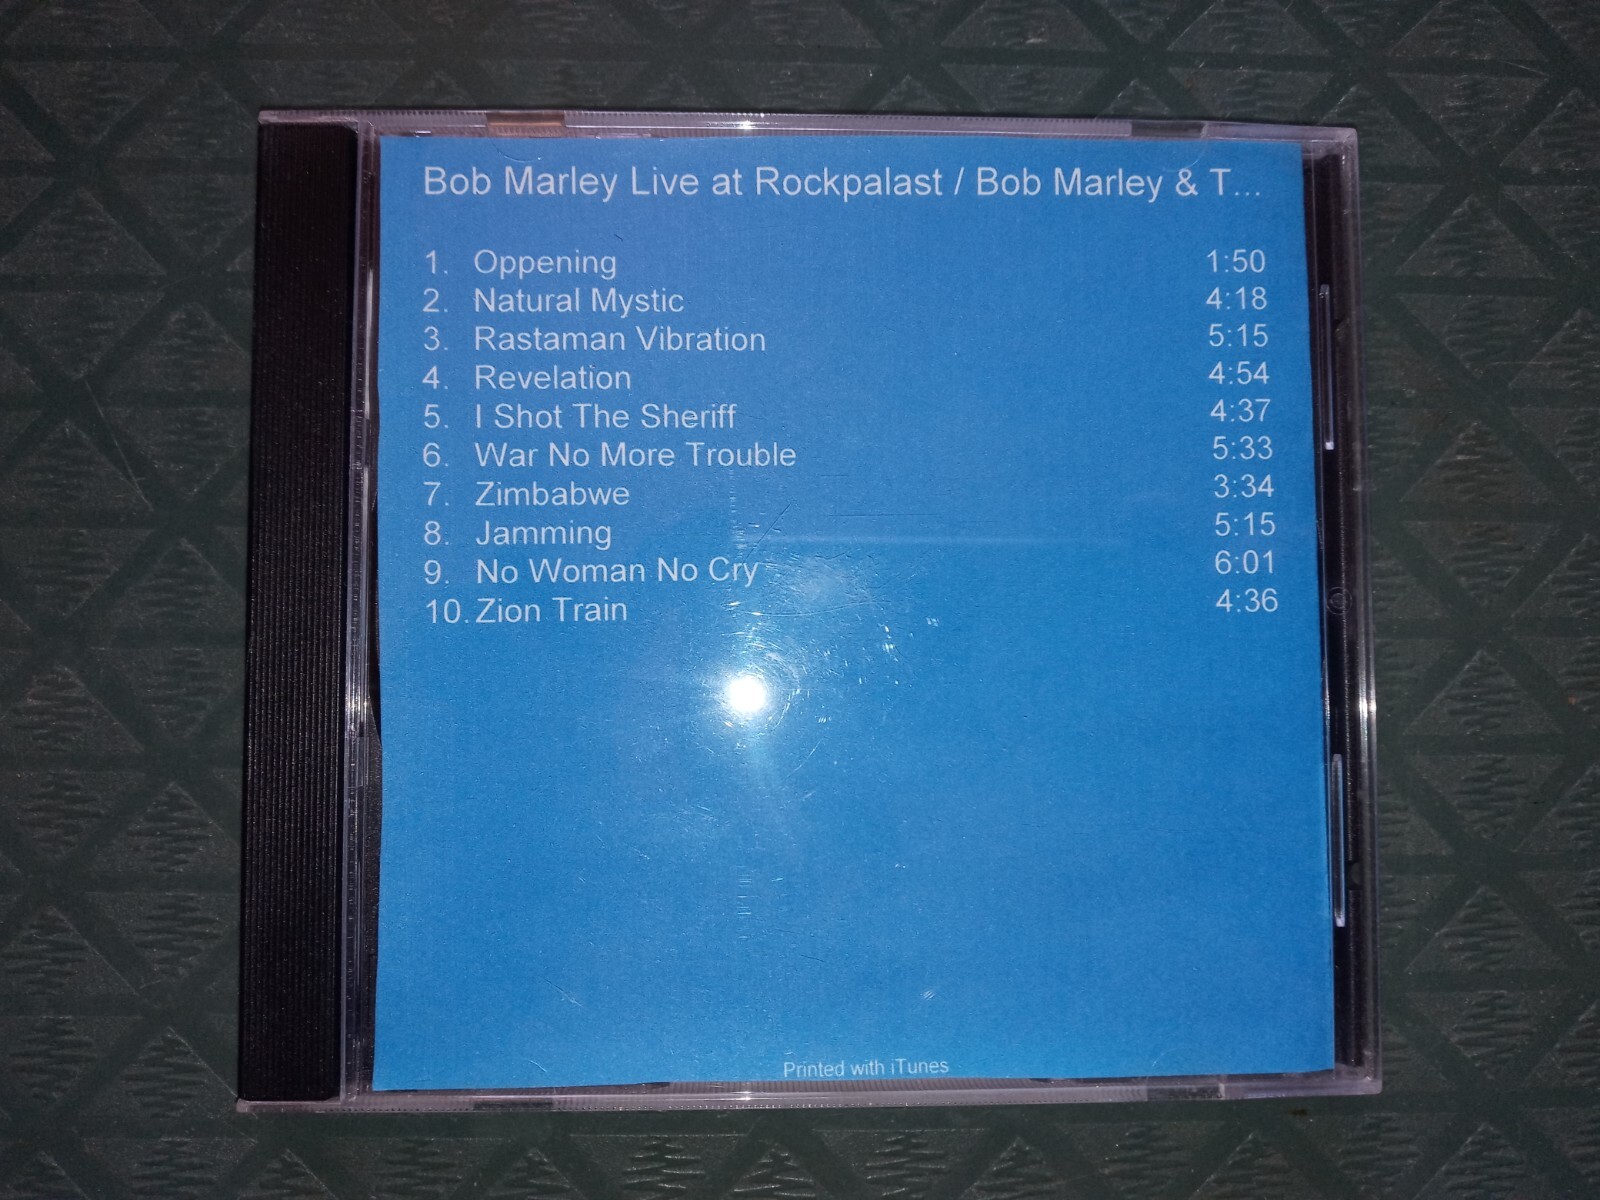 Bob Marley Live at Rockpalast / Bob Marley & T...
1. Oppening 1:50
2. Natural Mystic 4:18
3. Rastaman Vibration 5:15
4. Revelation 4:54
5. I Shot The Sheriff 4:37
6. War No More Trouble 5:33
7. Zimbabwe 3:34
8. Jamming 5:15
9. No Woman No Cry 6:01
10. Zion Train 4:36
Printed with iTunes